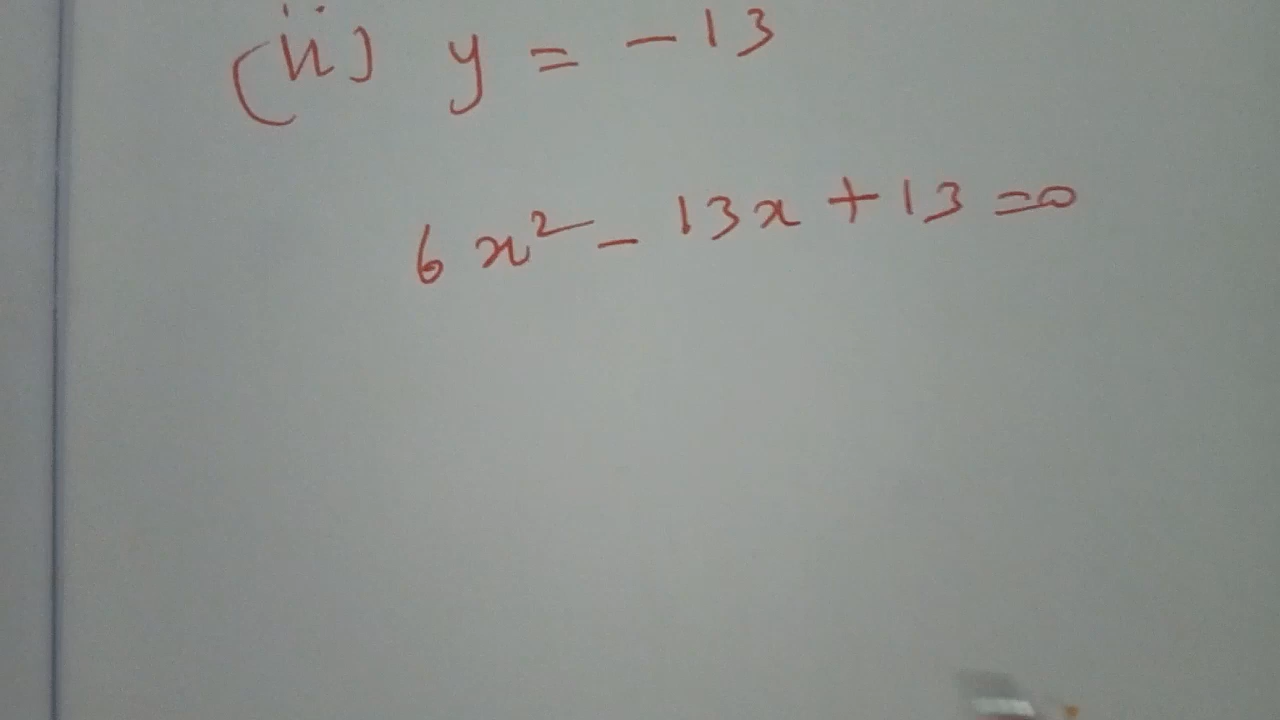 (ii) y = -13
6x² - 13x + 13 = 0